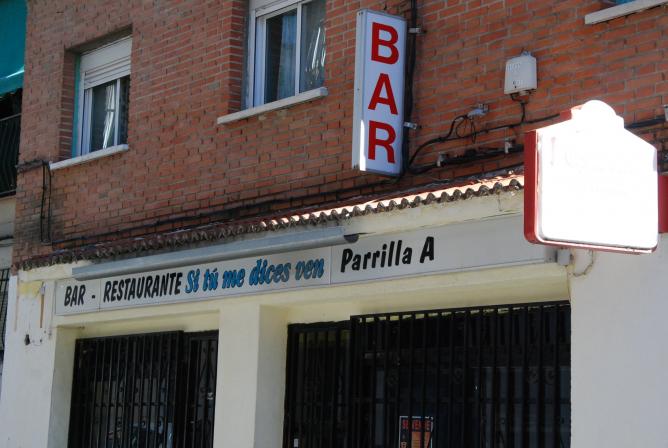 BAR
BAR - RESTAURANTE Si tú me dices ven Parrilla A